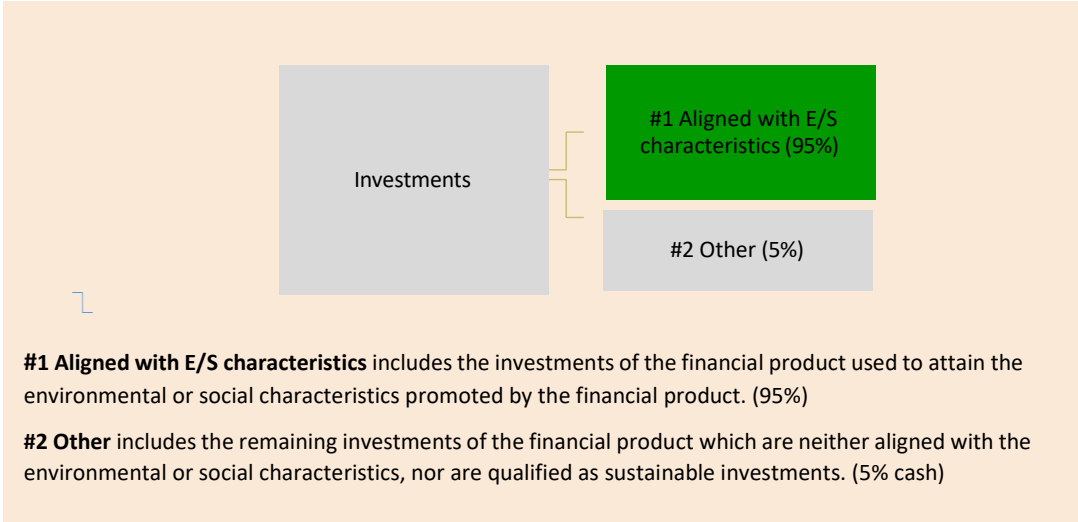 Investments
#1 Aligned with E/S
characteristics (95%)
#2 Other (5%)
#1 Aligned with E/S characteristics includes the investments of the financial product used to attain the
environmental or social characteristics promoted by the financial product. (95%)
#2 Other includes the remaining investments of the financial product which are neither aligned with the
environmental or social characteristics, nor are qualified as sustainable investments. (5% cash)